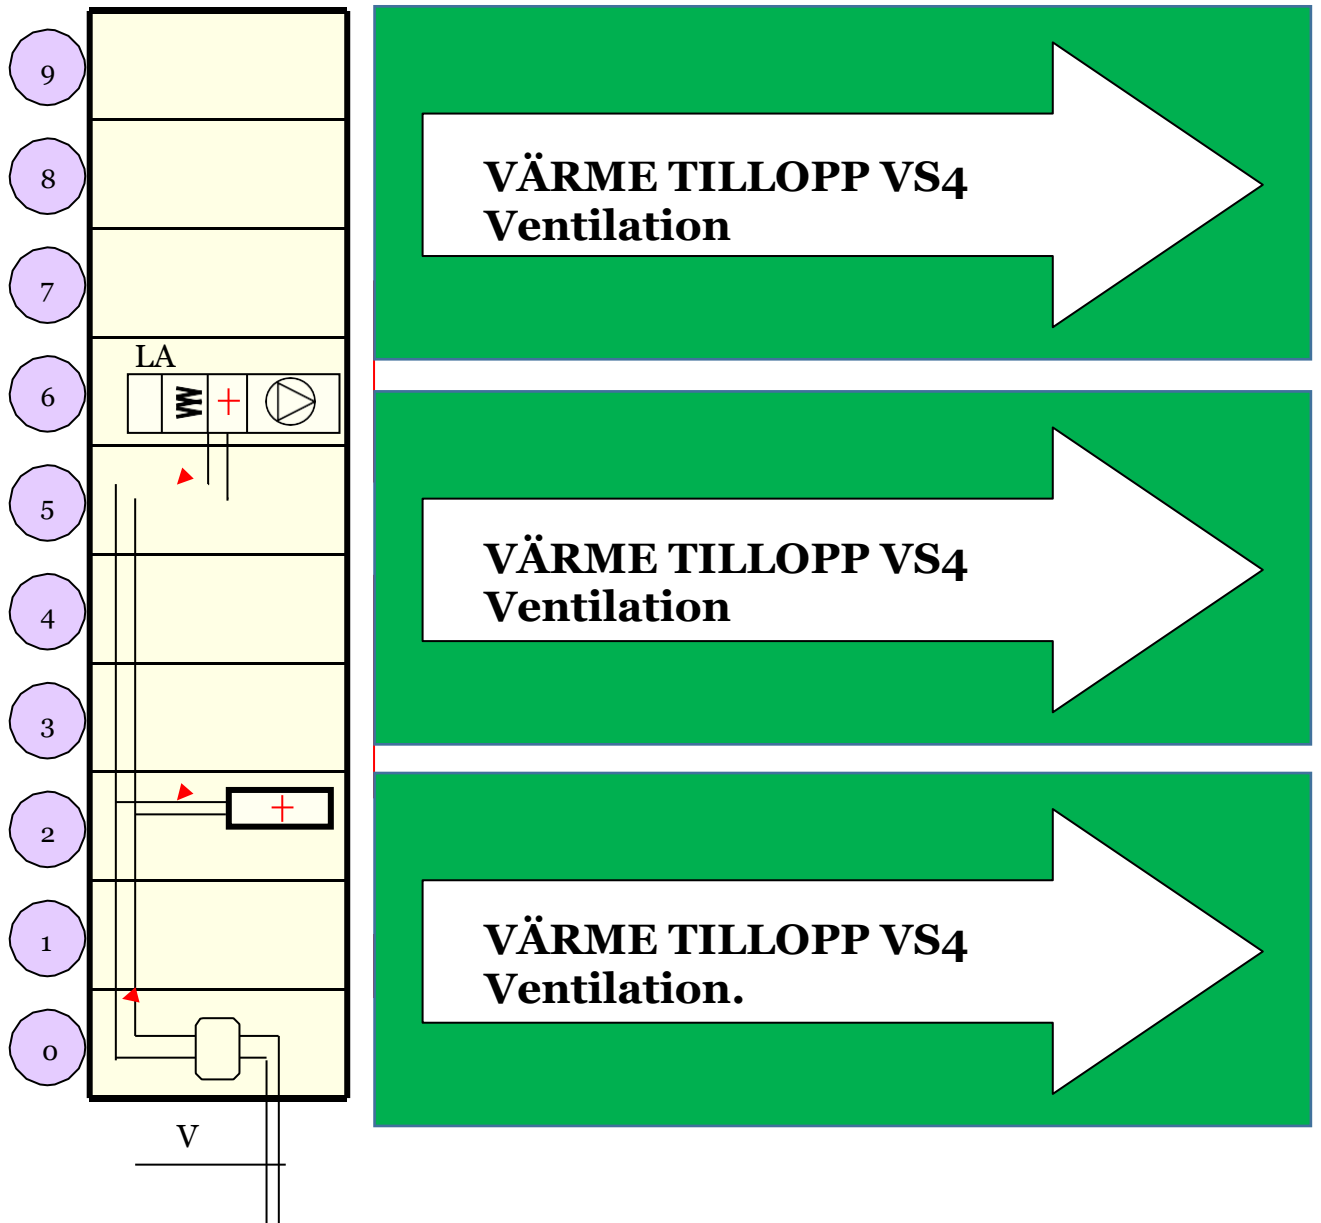 9
8
7
LA
6
5
4
3
2
1
0
V
VÄRME TILLOPP VS4
Ventilation
VÄRME TILLOPP VS4
Ventilation
VÄRME TILLOPP VS4
Ventilation.